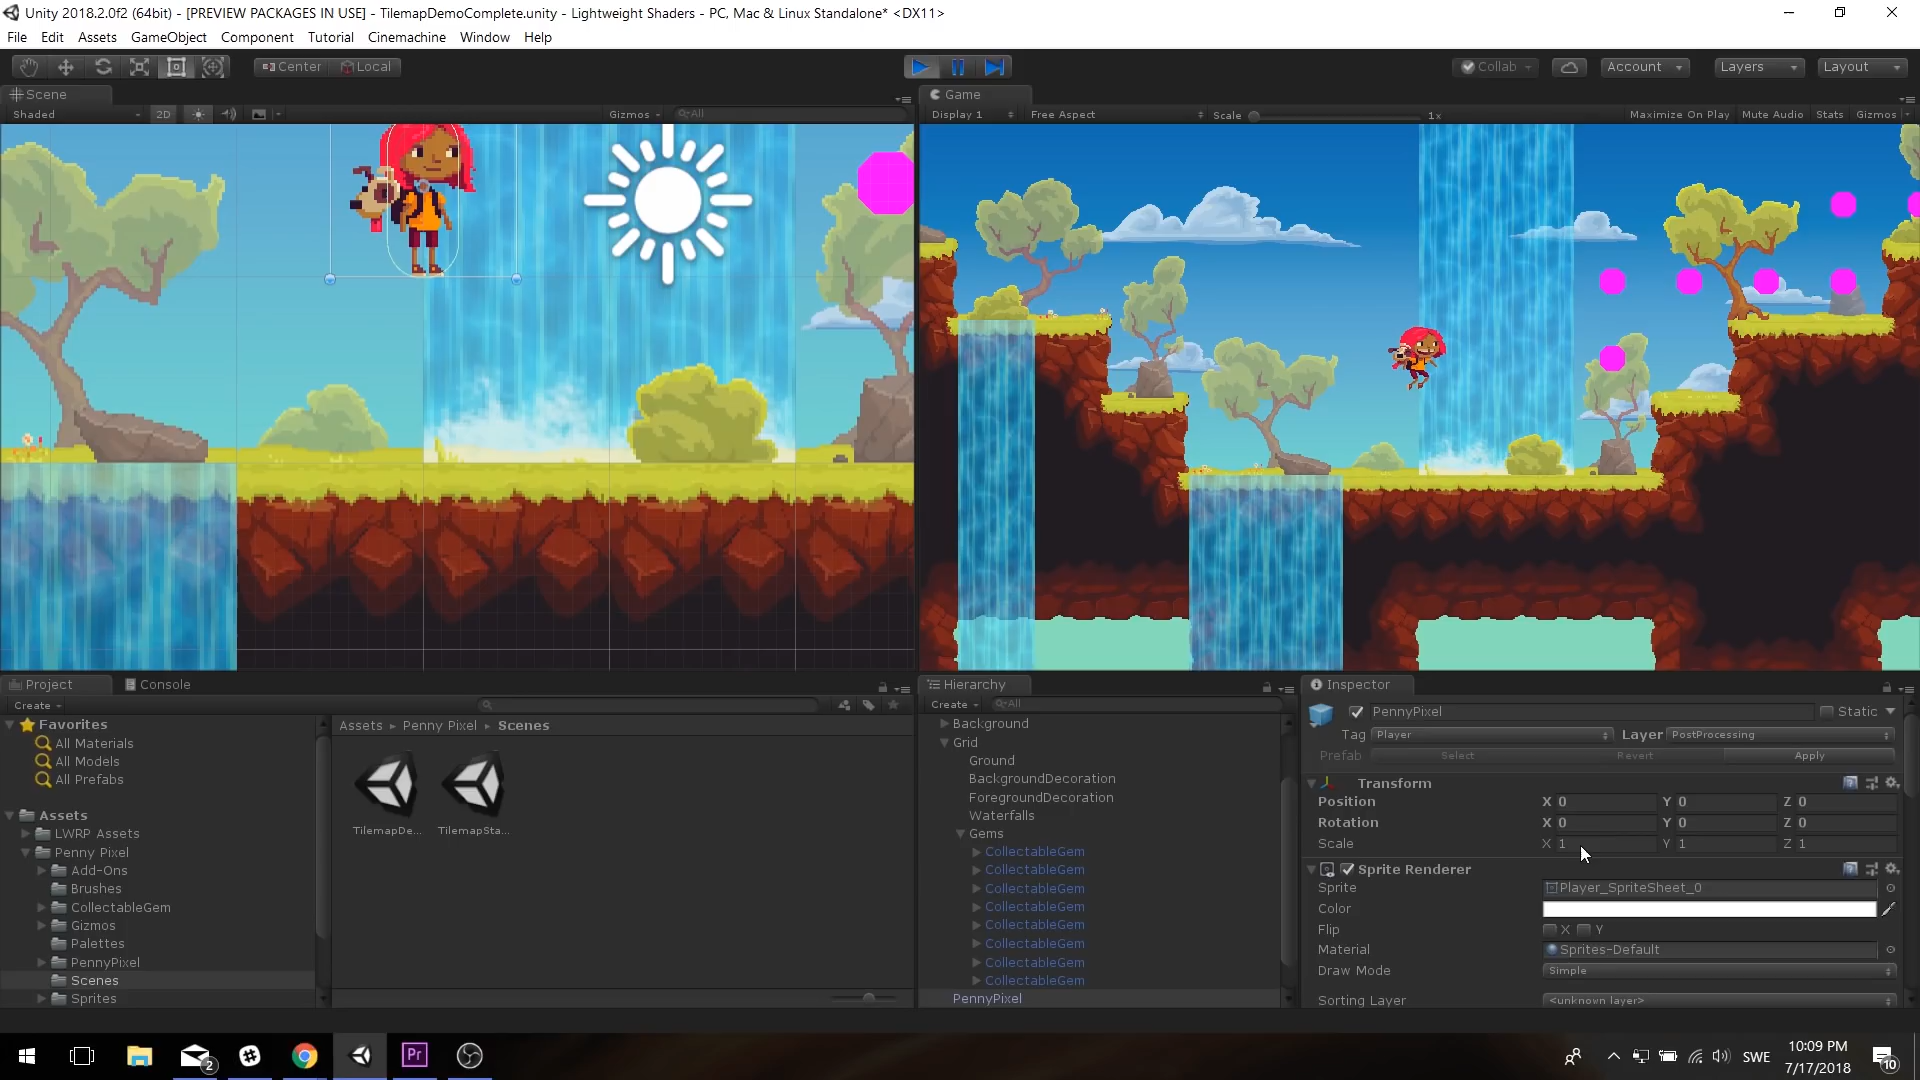 Unity 2018.2.0f2 (64bit) - [PREVIEW PACKAGES IN USE] - TilemapDemoComplete.unity - Lightweight Shaders - PC, Mac & Linux Standalone* <DX11>
File Edit Assets GameObject Component Tutorial Cinemachine Window Help
Center Local
Collab Account Layers Layout
Scene
Game
Shaded 2D Gizmos All
Display 1 Free Aspect Scale 1x Maximize On Play Mute Audio Stats Gizmos
Project Console
Create
Favorites
All Materials
All Models
All Prefabs
Assets
LWRP Assets
Penny Pixel
Add-Ons
Brushes
CollectableGem
Gizmos
Palettes
PennyPixel
Scenes
Sprites
Assets Penny Pixel Scenes
TilemapDe... TilemapSta...
Hierarchy
Create All
Background
Grid
Ground
BackgroundDecoration
ForegroundDecoration
Waterfalls
Gems
CollectableGem
CollectableGem
CollectableGem
CollectableGem
CollectableGem
CollectableGem
CollectableGem
CollectableGem
PennyPixel
Inspector
PennyPixel Static
Tag Player Layer PostProcessing
Prefab Select Revert Apply
Transform
Position X 0 Y 0 Z 0
Rotation X 0 Y 0 Z 0
Scale X 1 Y 1 Z 1
Sprite Renderer
Sprite Player_SpriteSheet_0
Color
Flip X Y
Material Sprites-Default
Draw Mode Simple
Sorting Layer <unknown layer>
2
Pr
SWE
10:09 PM
7/17/2018
10